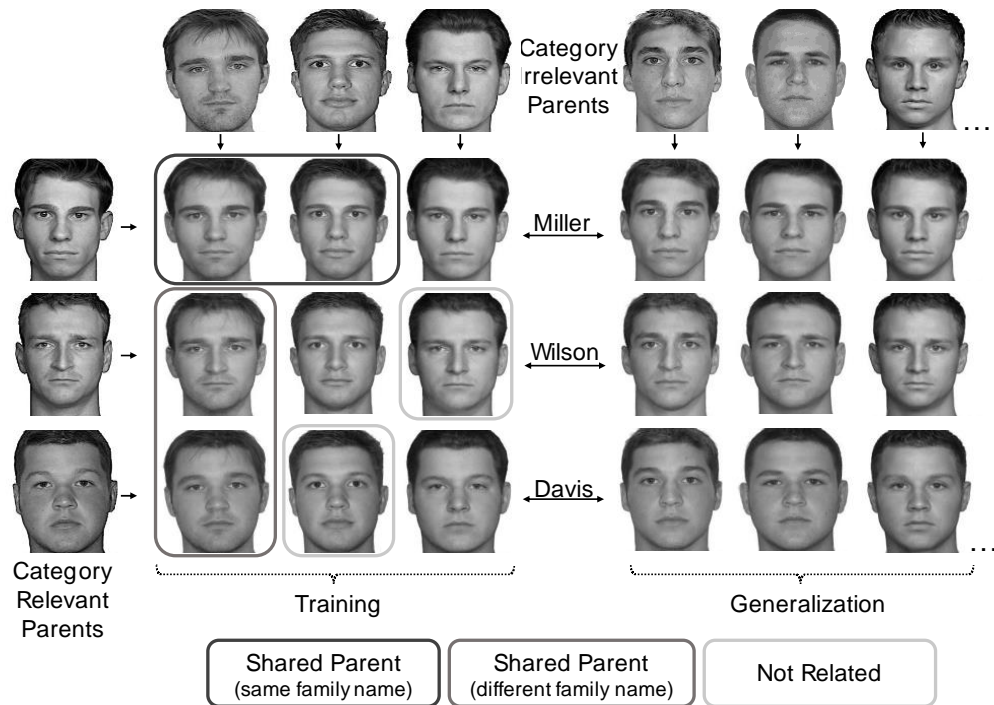 Category
Irrelevant
Parents
...
Miller
Wilson
Davis
...
Category
Relevant
Parents
Training
Generalization
Shared Parent
(same family name)
Shared Parent
(different family name)
Not Related